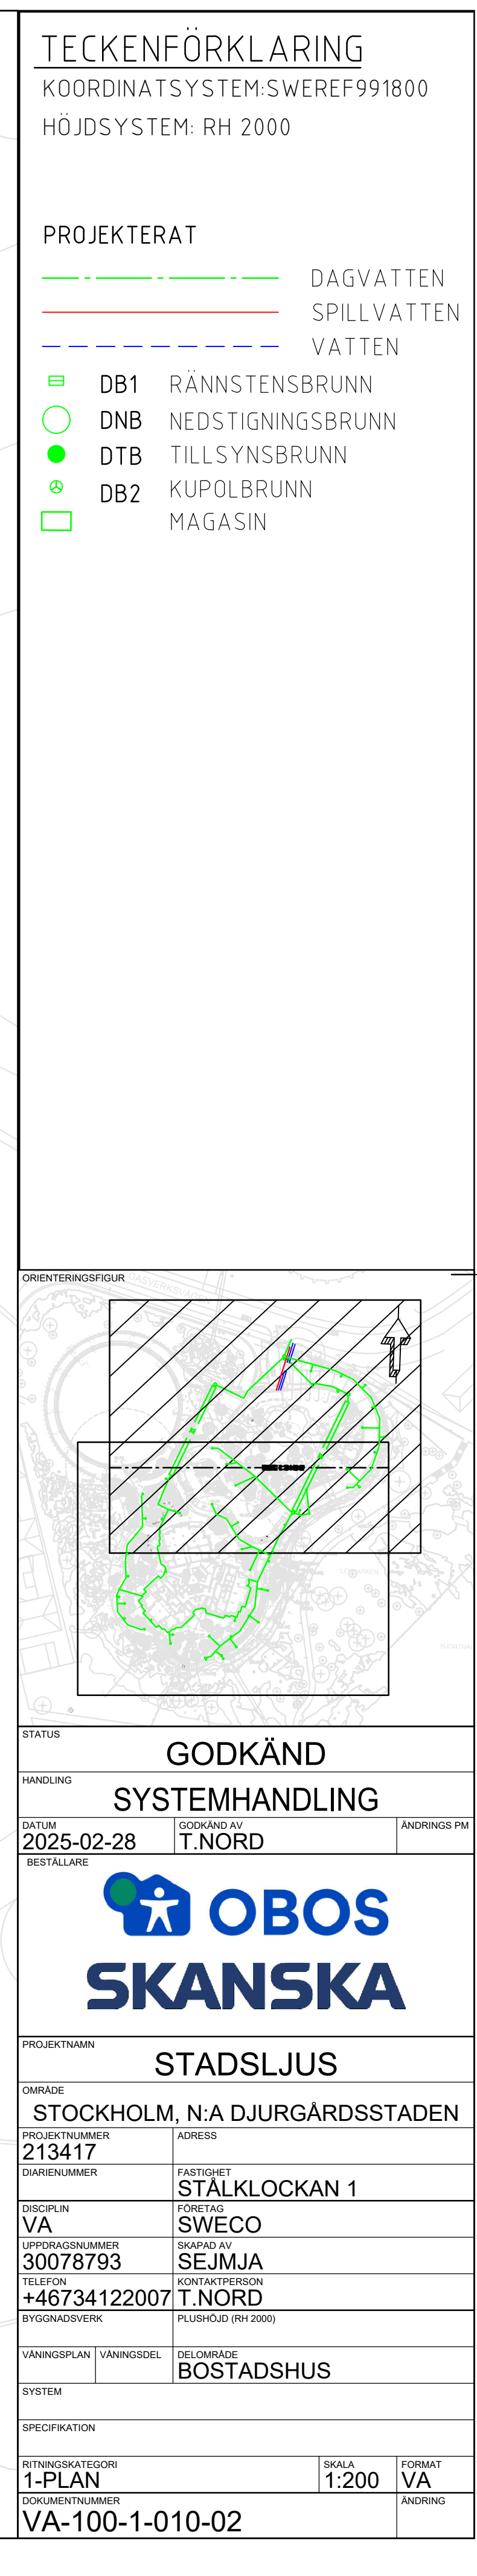 TECKENFÖRKLARING
KOORDINATSYSTEM:SWEREF991800
HÖJDSYSTEM: RH 2000
PROJEKTERAT
DAGVATTEN
SPILLVATTEN
VATTEN
DB1 RÄNNSTENSBRUNN
DNB NEDSTIGNINGSBRUNN
DTB TILLSYNSBRUNN
DB2 KUPOLBRUNN
MAGASIN
ORIENTERINGSFIGUR
STATUS
GODKÄND
HANDLING
SYSTEMHANDLING
DATUM GODKÄND AV ÄNDRINGS PM
2025-02-28 T.NORD
BESTÄLLARE
OBOS
SKANSKA
PROJEKTNAMN
STADSLJUS
OMRÅDE
STOCKHOLM, N:A DJURGÅRDSSTADEN
PROJEKTNUMMER ADRESS
213417
DIARIENUMMER FASTIGHET
STÅLKLOCKAN 1
DISCIPLIN FÖRETAG
VA SWECO
UPPDRAGSNUMMER SKAPAD AV
30078793 SEJMJA
TELEFON KONTAKTPERSON
+46734122007 T.NORD
BYGGNADSVERK PLUSHÖJD (RH 2000)
VÅNINGSPLAN VÅNINGSDEL DELOMRÅDE
BOSTADSHUS
SYSTEM
SPECIFIKATION
RITNINGSKATEGORI SKALA FORMAT
1-PLAN 1:200 VA
DOKUMENTNUMMER ÄNDRING
VA-100-1-010-02